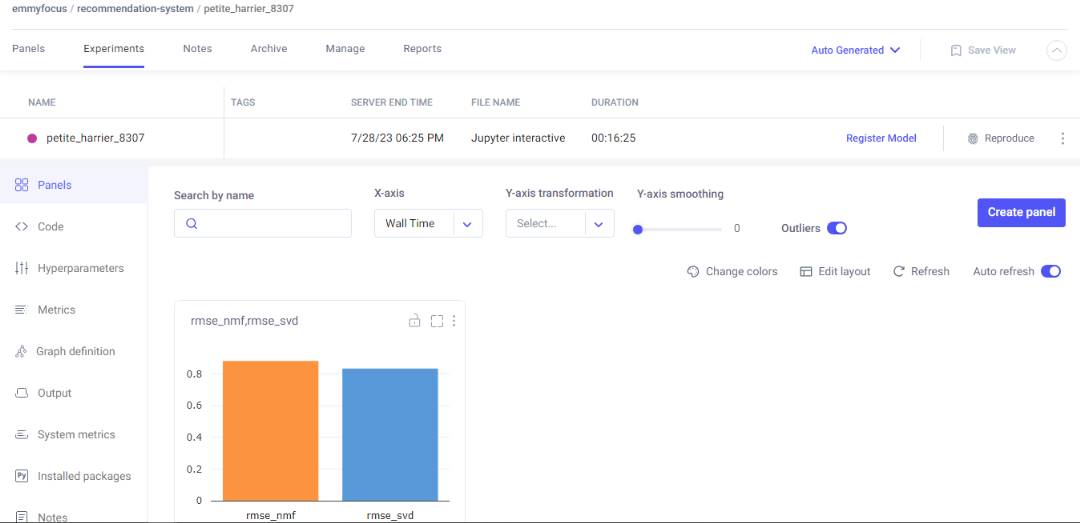 emmyfocus / recommendation-system / petite_harrier_8307
Panels Experiments Notes Archive Manage Reports Auto Generated Save View
NAME TAGS SERVER END TIME FILE NAME DURATION
petite_harrier_8307 7/28/23 06:25 PM Jupyter interactive 00:16:25 Register Model Reproduce
Panels
Code
Hyperparameters
Metrics
Graph definition
Output
System metrics
Py Installed packages
Notes
Search by name X-axis Y-axis transformation Y-axis smoothing
Wall Time Select... 0 Outliers Create panel
Change colors Edit layout Refresh Auto refresh
rmse_nmf,rmse_svd
0.8
0.6
0.4
0.2
0
rmse_nmf rmse_svd